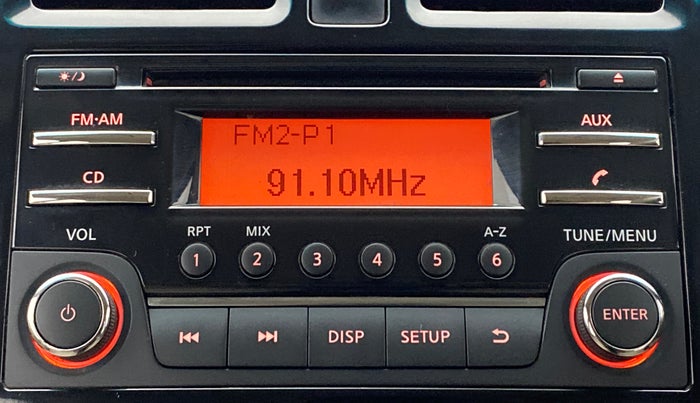 FM·AM
AUX
FM2-P1
CD
91.10MHz
VOL
RPT MIX A-Z
TUNE/MENU
1 2 3 4 5 6
ENTER
DISP SETUP